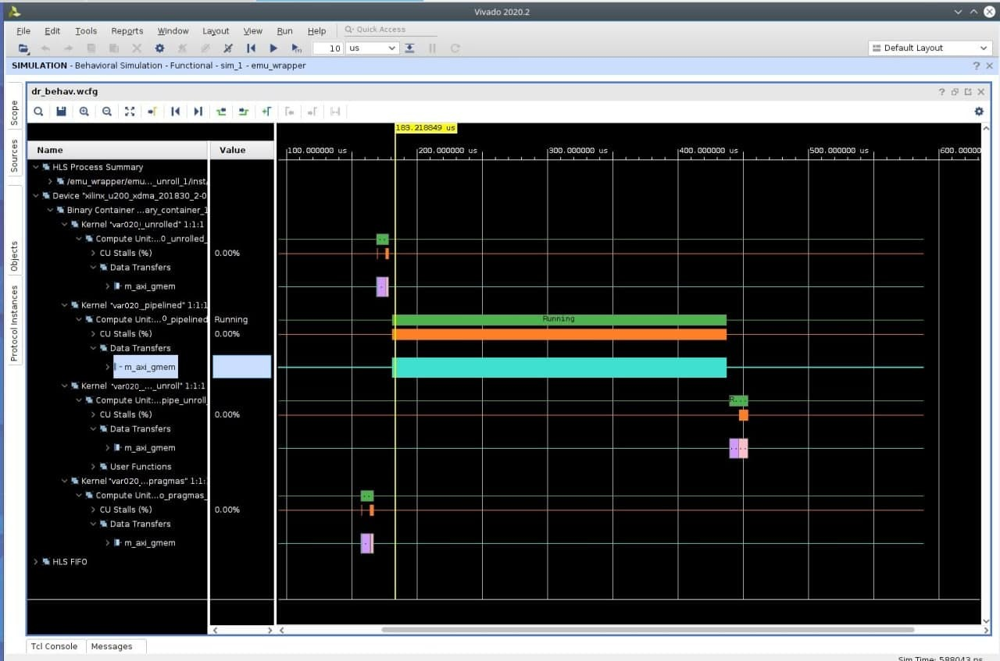 Vivado 2020.2
File Edit Tools Reports Window Layout View Run Help Quick Access
10 us Default Layout
SIMULATION - Behavioral Simulation - Functional - sim_1 - emu_wrapper
dr_behav.wcfg
183.218849 us
Name Value 100.000000 us 200.000000 us 300.000000 us 400.000000 us 500.000000 us 600.00000
HLS Process Summary
/emu_wrapper/emu..._unroll_1/inst/
Device "xilinx_u200_xdma_201830_2-0
Binary Container ...ary_container_1
Kernel "var020_unrolled" 1:1:1
Compute Unit:...0_unrolled_
CU Stalls (%) 0.00%
Data Transfers
m_axi_gmem
Kernel "var020_pipelined" 1:1:1
Compute Unit:...0_pipelined Running Running
CU Stalls (%) 0.00%
Data Transfers
m_axi_gmem
Kernel "var020_..._unroll" 1:1:1
Compute Unit:...pipe_unroll_ R...
CU Stalls (%) 0.00%
Data Transfers
m_axi_gmem
User Functions
Kernel "var020...pragmas" 1:1:
Compute Unit...o_pragmas_
CU Stalls (%) 0.00%
Data Transfers
m_axi_gmem
HLS FIFO
Scope
Sources
Objects
Protocol Instances
Tcl Console Messages
Sim Time: 588043 ps